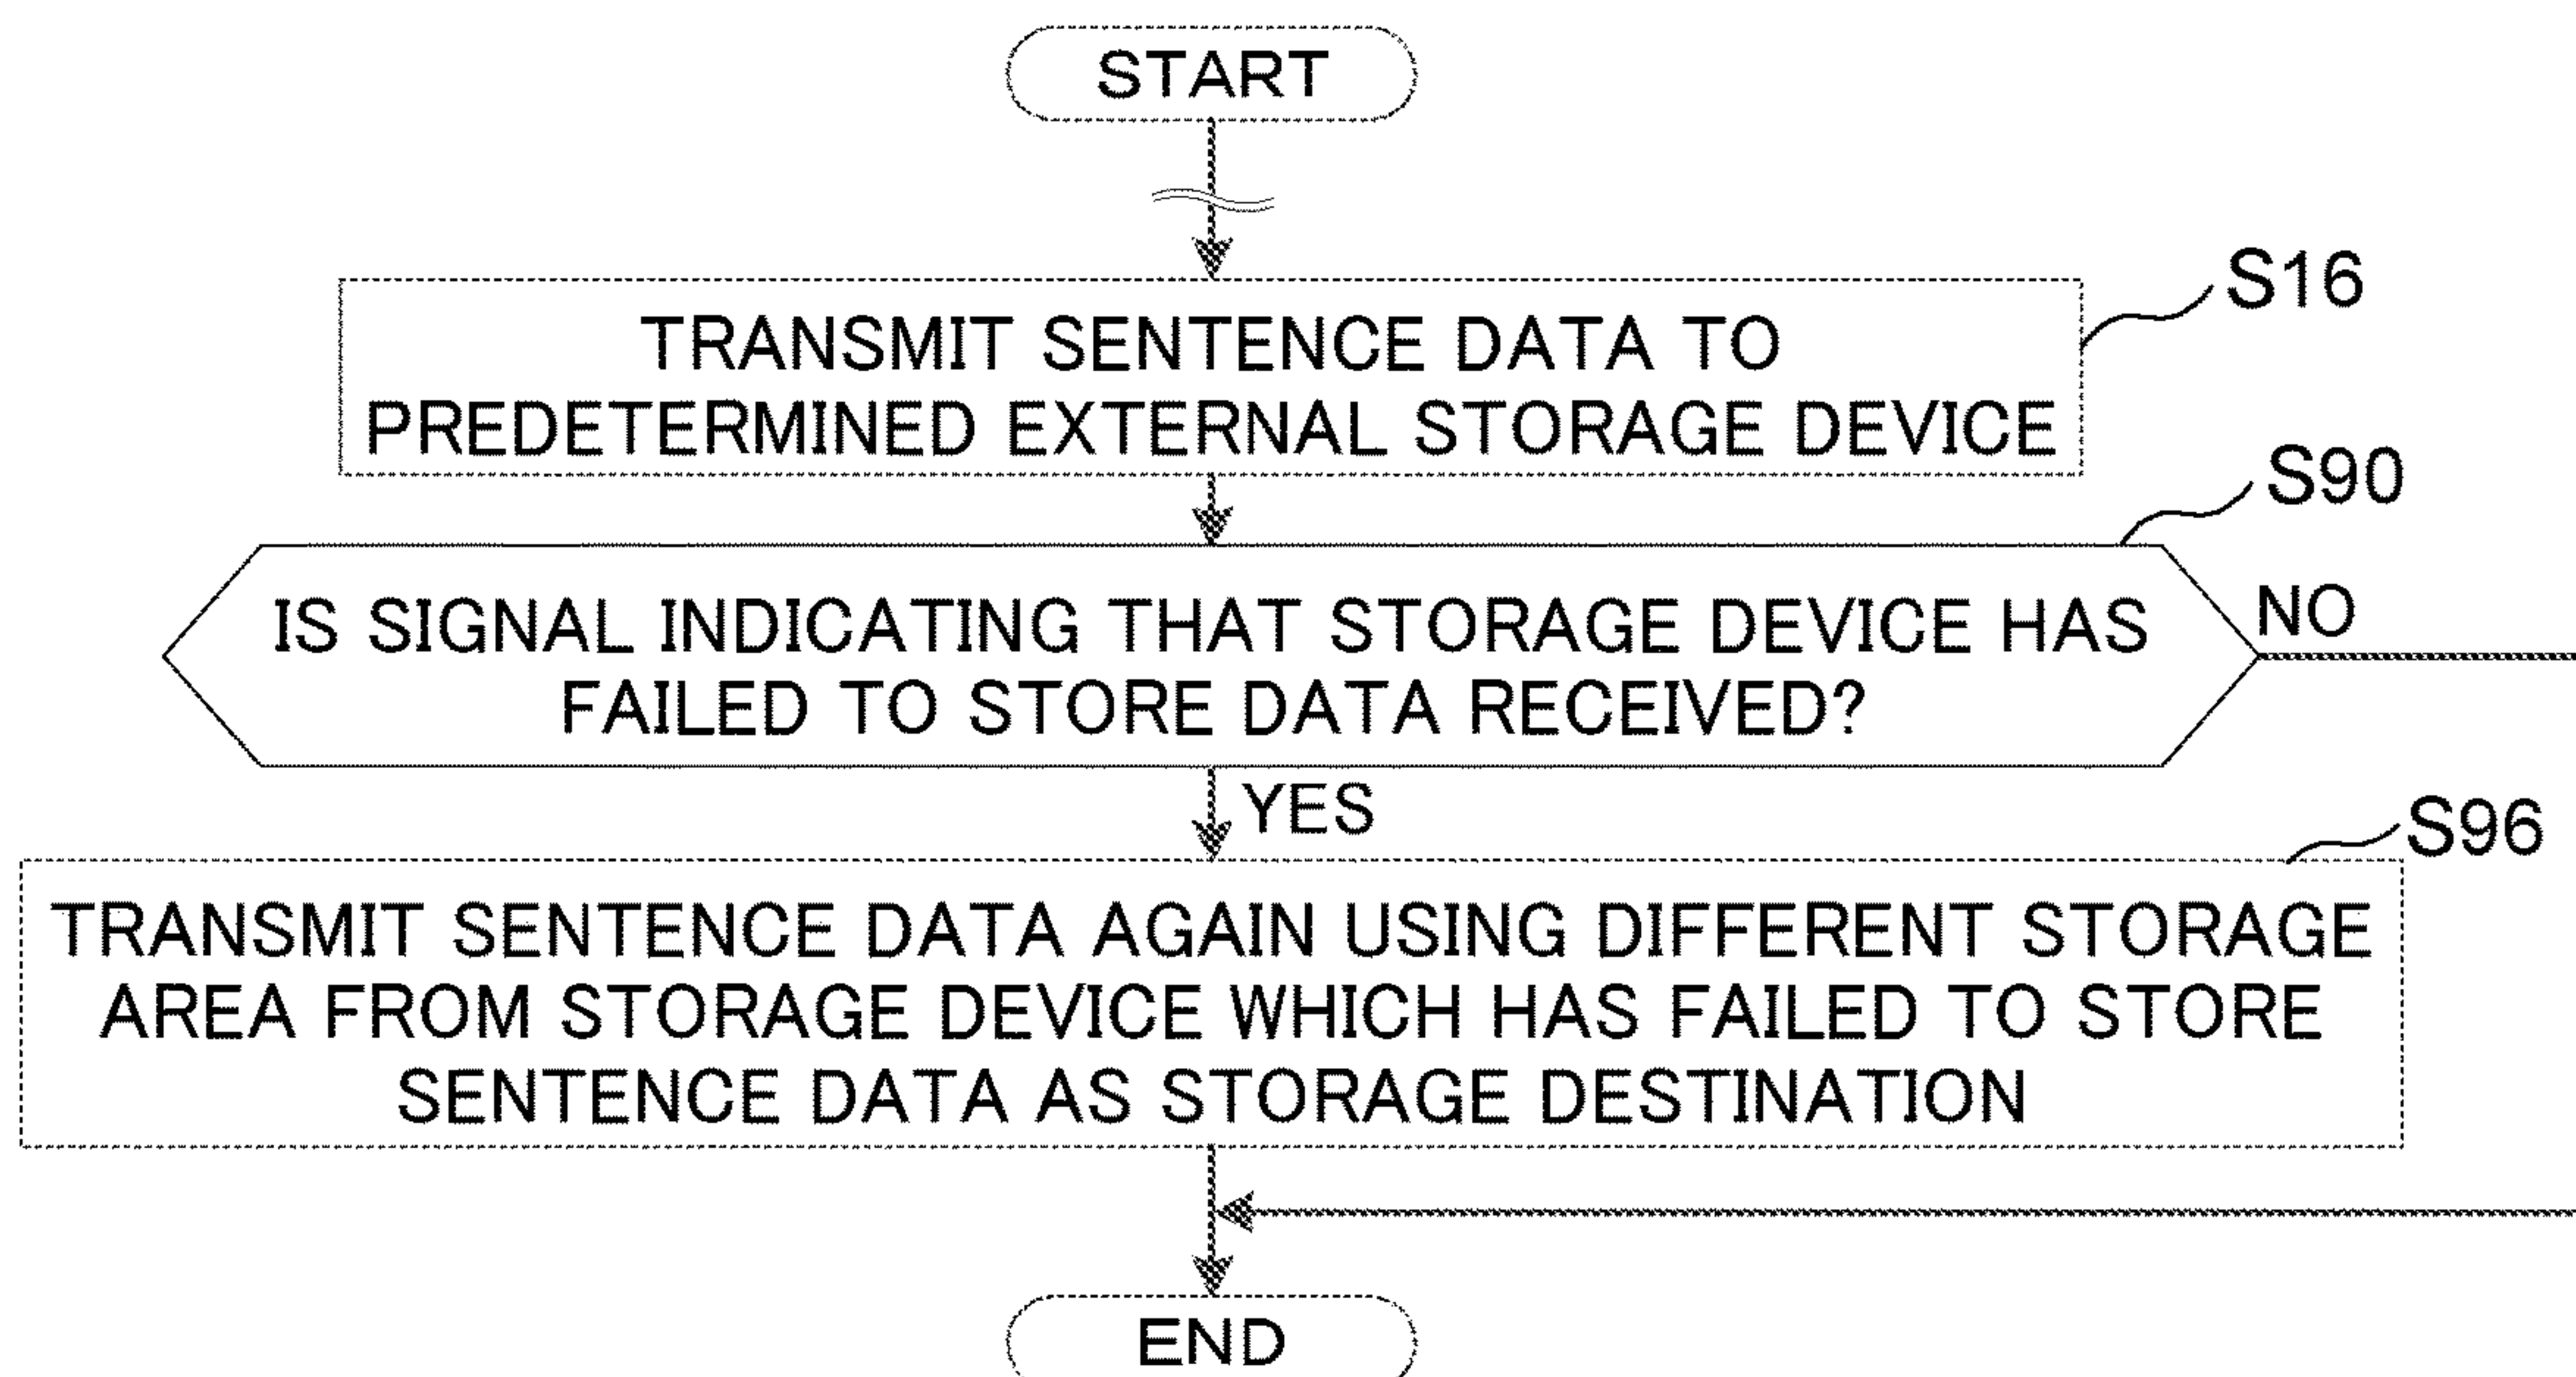 START
S16
TRANSMIT SENTENCE DATA TO
PREDETERMINED EXTERNAL STORAGE DEVICE
S90
IS SIGNAL INDICATING THAT STORAGE DEVICE HAS
FAILED TO STORE DATA RECEIVED?
NO
YES
S96
TRANSMIT SENTENCE DATA AGAIN USING DIFFERENT STORAGE
AREA FROM STORAGE DEVICE WHICH HAS FAILED TO STORE
SENTENCE DATA AS STORAGE DESTINATION
END